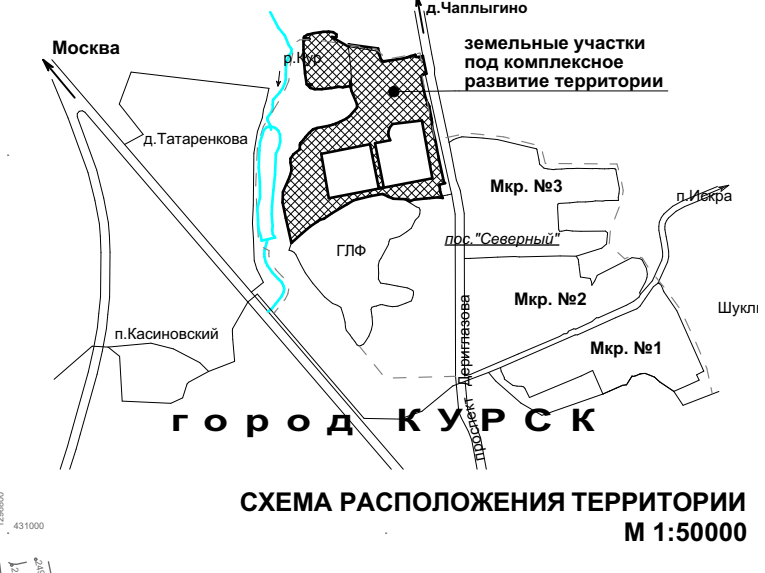 д.Чаплыгино
Москва
земельные участки
под комплексное
развитие территории
р.Кур
д.Татаренкова
Мкр. №3
п.Искра
пос."Северный"
ГЛФ
Мкр. №2
Шукли
п.Касиновский
Мкр. №1
проспект Дериглазова
город КУРСК
СХЕМА РАСПОЛОЖЕНИЯ ТЕРРИТОРИИ
М 1:50000
431000